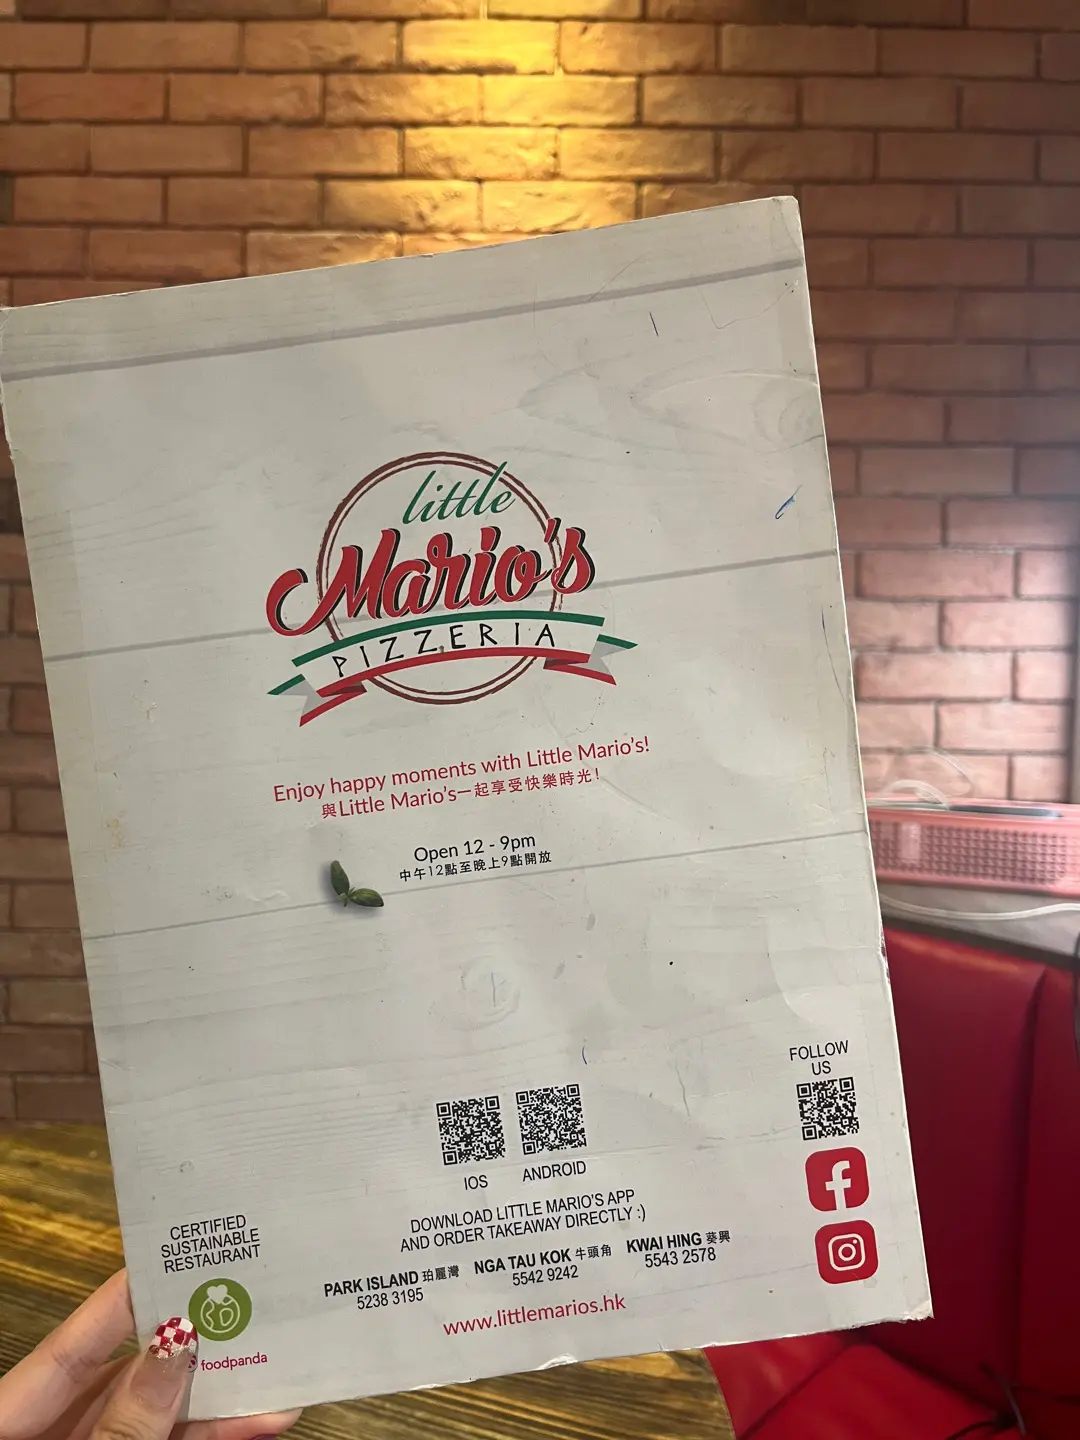 little
Mario's
PIZZERIA
Enjoy happy moments with Little Mario's!
與Little Mario's一起享受快樂時光!
Open 12 - 9pm
中午12點至晚上9點開放
FOLLOW
US
IOS
ANDROID
DOWNLOAD LITTLE MARIO'S APP
AND ORDER TAKEAWAY DIRECTLY :)
PARK ISLAND 珀麗灣
5238 3195
NGA TAU KOK 牛頭角
5542 9242
KWAI HING 葵興
5543 2578
www.littlemarios.hk
CERTIFIED
SUSTAINABLE
RESTAURANT
foodpanda